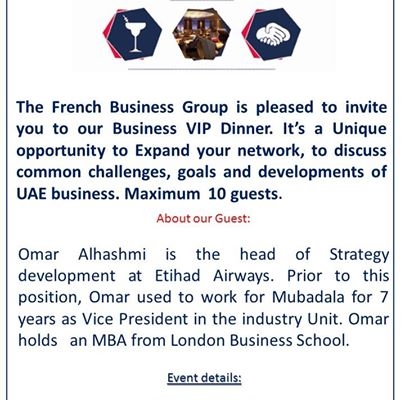 The French Business Group is pleased to invite
you to our Business VIP Dinner. It's a Unique
opportunity to Expand your network, to discuss
common challenges, goals and developments of
UAE business. Maximum 10 guests.
About our Guest:
Omar Alhashmi is the head of Strategy
development at Etihad Airways. Prior to this
position, Omar used to work for Mubadala for 7
years as Vice President in the industry Unit. Omar
holds an MBA from London Business School.
Event details: